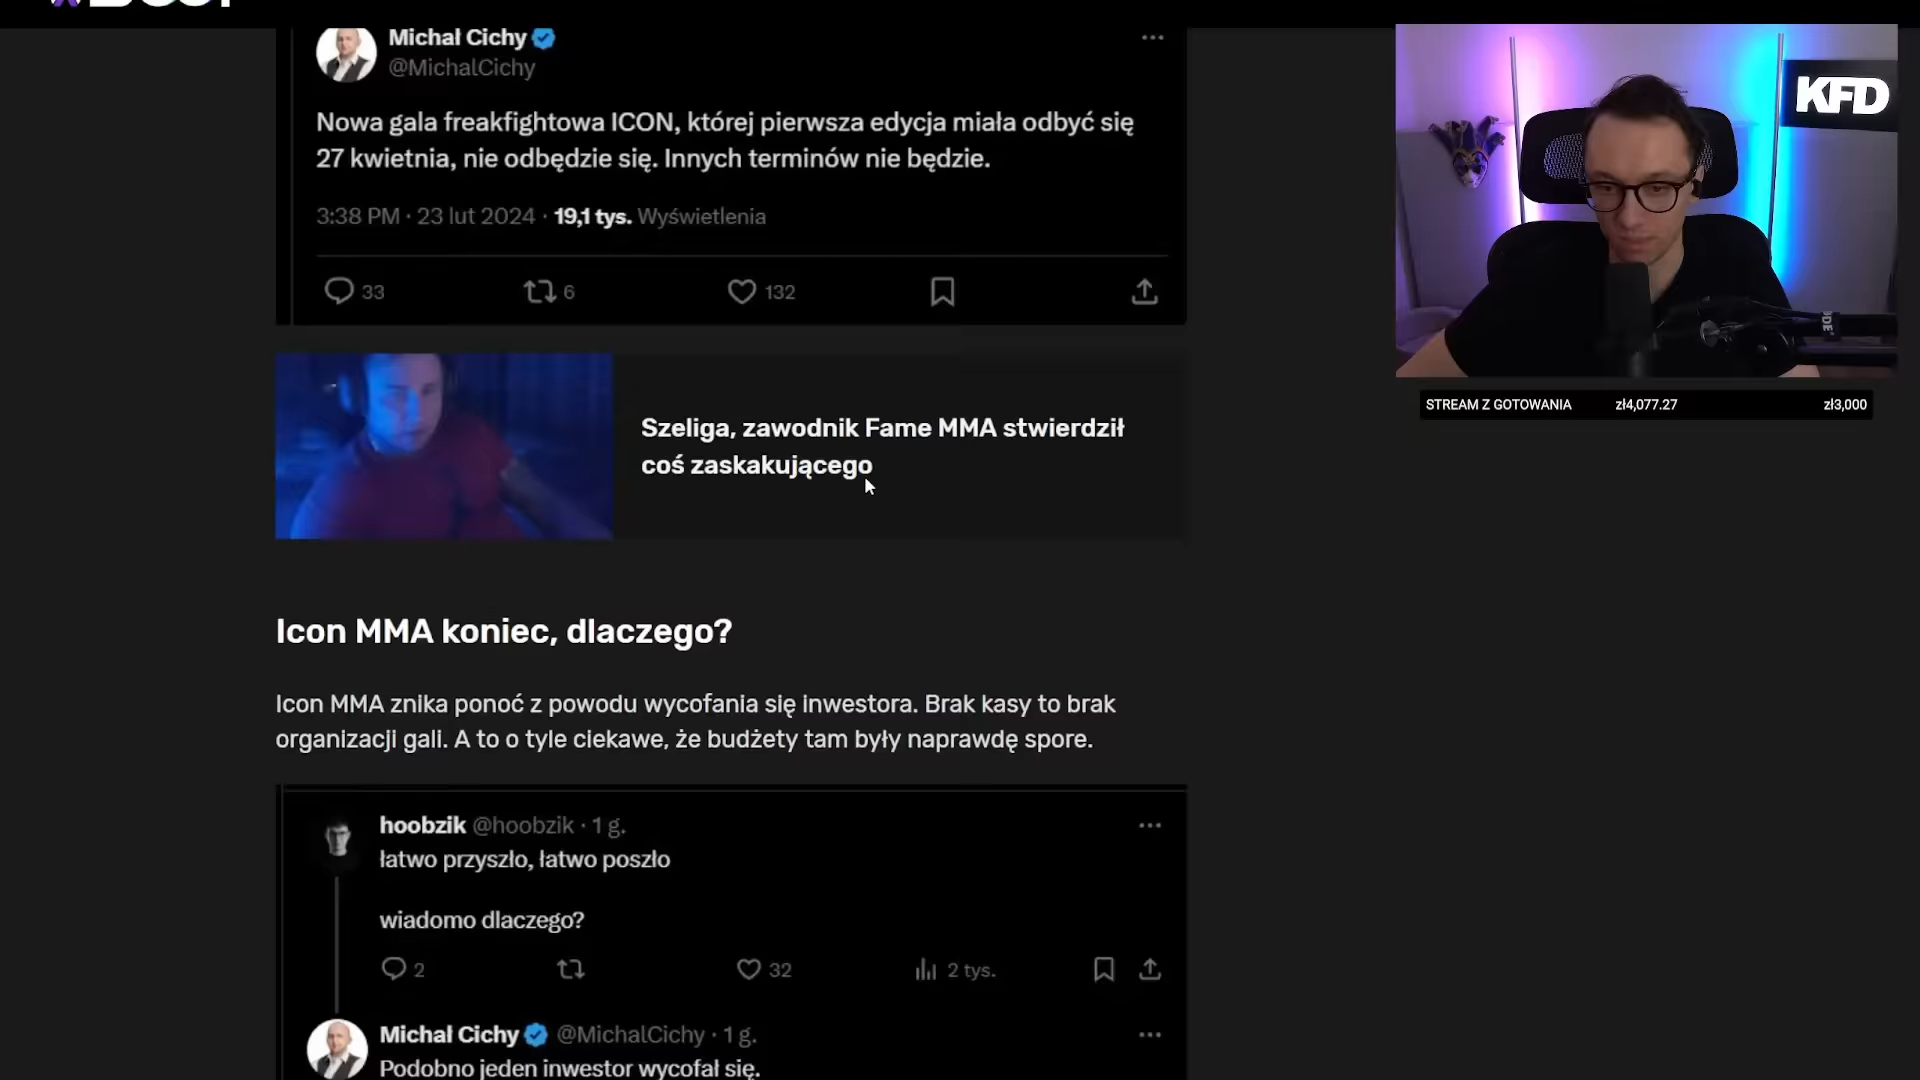 Michał Cichy
@MichalCichy
Nowa gala freakfightowa ICON, której pierwsza edycja miała odbyć się
27 kwietnia, nie odbędzie się. Innych terminów nie będzie.
3:38 PM · 23 lut 2024 · 19,1 tys. Wyświetlenia
33 6 132
Szeliga, zawodnik Fame MMA stwierdził
coś zaskakującego
Icon MMA koniec, dlaczego?
Icon MMA znika ponoć z powodu wycofania się inwestora. Brak kasy to brak
organizacji gali. A to o tyle ciekawe, że budżety tam były naprawdę spore.
hoobzik @hoobzik · 1 g.
łatwo przyszło, łatwo poszło
wiadomo dlaczego?
2 32 2 tys.
Michał Cichy @MichalCichy · 1 g.
Podobno jeden inwestor wycofał się.
KFD
STREAM Z GOTOWANIA zł4,077.27 zł3,000